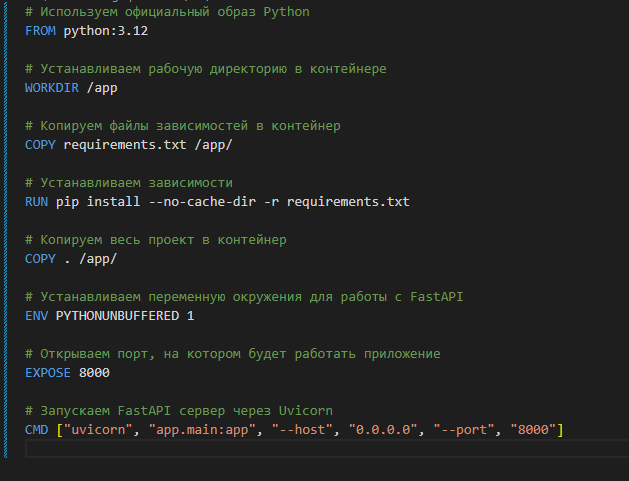 # Используем официальный образ Python
FROM python:3.12
# Устанавливаем рабочую директорию в контейнере
WORKDIR /app
# Копируем файлы зависимостей в контейнер
COPY requirements.txt /app/
# Устанавливаем зависимости
RUN pip install --no-cache-dir -r requirements.txt
# Копируем весь проект в контейнер
COPY . /app/
# Устанавливаем переменную окружения для работы с FastAPI
ENV PYTHONUNBUFFERED 1
# Открываем порт, на котором будет работать приложение
EXPOSE 8000
# Запускаем FastAPI сервер через Uvicorn
CMD ["uvicorn", "app.main:app", "--host", "0.0.0.0", "--port", "8000"]